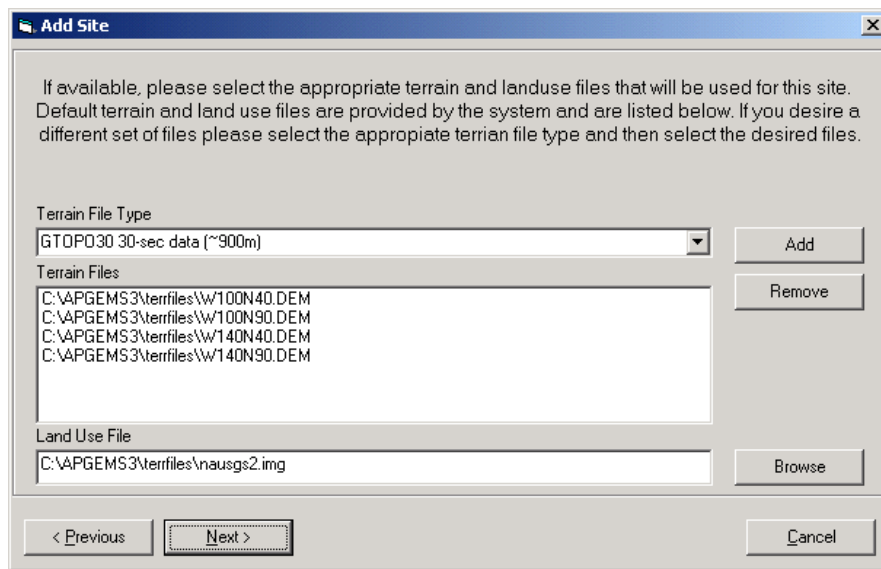 Add Site
If available, please select the appropriate terrain and landuse files that will be used for this site.
Default terrain and land use files are provided by the system and are listed below. If you desire a
different set of files please select the appropiate terrian file type and then select the desired files.
Terrain File Type
GTOPO30 30-sec data (~900m)
Add
Terrain Files
Remove
C:\APGEMS3\terrfiles\W100N40.DEM
C:\APGEMS3\terrfiles\W100N90.DEM
C:\APGEMS3\terrfiles\W140N40.DEM
C:\APGEMS3\terrfiles\W140N90.DEM
Land Use File
C:\APGEMS3\terrfiles\nausgs2.img
Browse
< Previous
Next >
Cancel